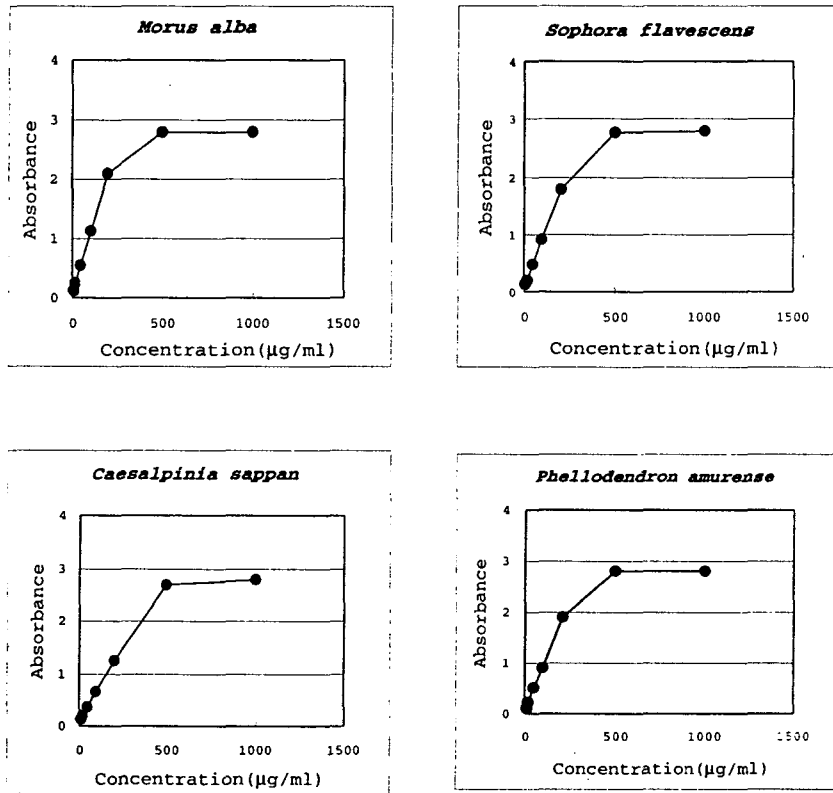 Morus alba
4
3
2
1
0
Absorbance
0 500 1000 1500
Concentration(µg/ml)
Sophora flavescens
4
3
2
1
0
Absorbance
0 500 1000 1500
Concentration(µg/ml)
Caesalpinia sappan
4
3
2
1
0
Absorbance
0 500 1000 1500
Concentration(µg/ml)
Phellodendron amurense
4
3
2
1
0
Absorbance
0 500 1000 1500
Concentration(µg/ml)